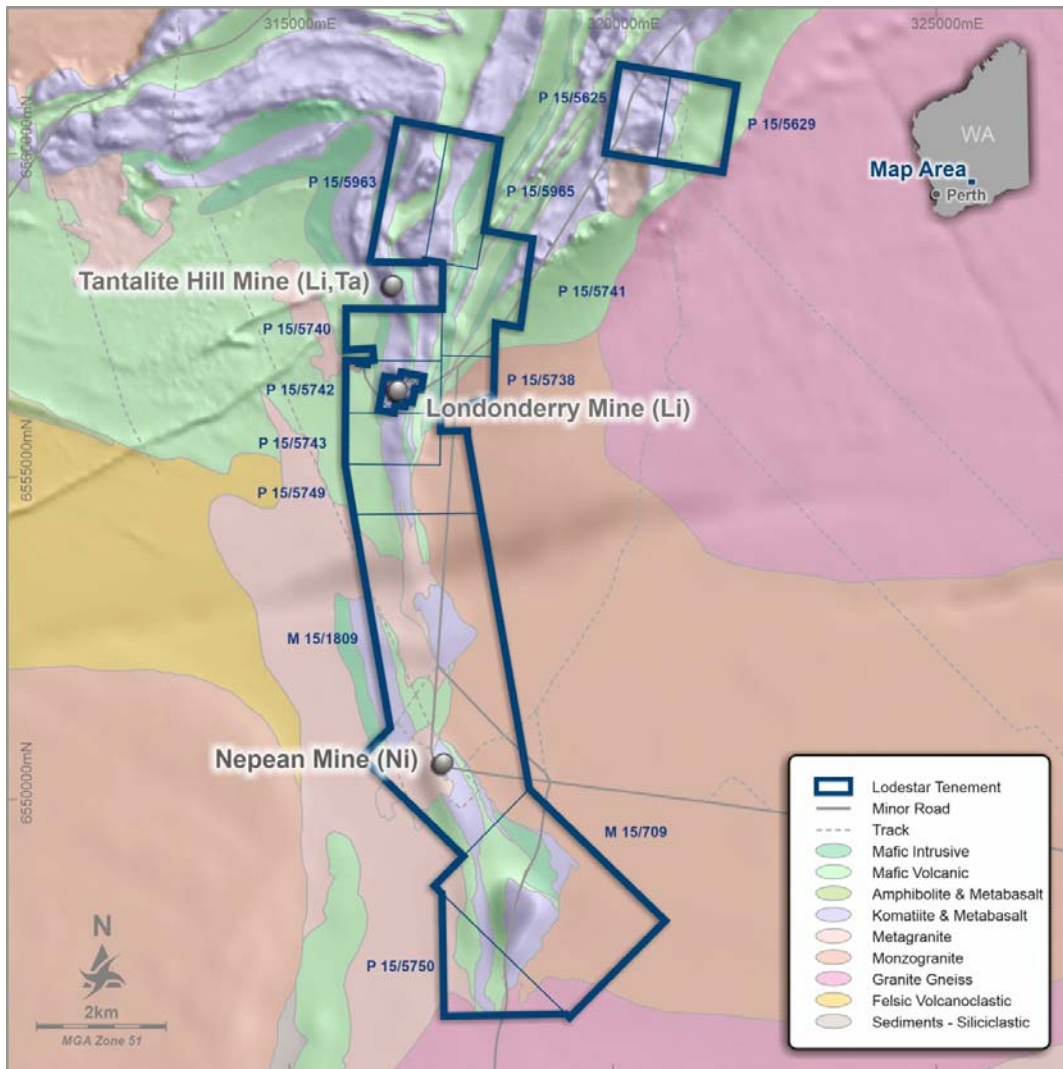 315000mE
320000mE
325000mE
6560000mN
6555000mN
6550000mN
WA
Map Area
Perth
P 15/5625
P 15/5629
P 15/5963
P 15/5965
Tantalite Hill Mine (Li,Ta)
P 15/5741
P 15/5740
P 15/5742
P 15/5738
Londonderry Mine (Li)
P 15/5743
P 15/5749
M 15/1809
Nepean Mine (Ni)
M 15/709
P 15/5750
N
2km
MGA Zone 51
Lodestar Tenement
Minor Road
Track
Mafic Intrusive
Mafic Volcanic
Amphibolite & Metabasalt
Komatiite & Metabasalt
Metagranite
Monzogranite
Granite Gneiss
Felsic Volcanoclastic
Sediments - Siliciclastic